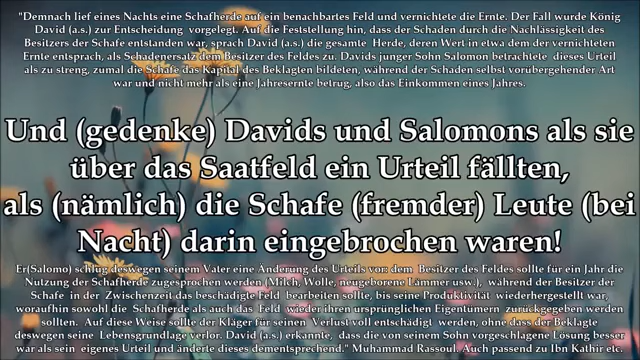 "Demnach lief eines Nachts eine Schafherde auf ein benachbartes Feld und vernichtete die Ernte. Der Fall wurde König
David (a.s.) zur Entscheidung vorgelegt. Auf die Feststellung hin, dass der Schaden durch die Nachlässigkeit des
Besitzers der Schafe entstanden war, sprach David (a.s.) die gesamte Herde, deren Wert in etwa dem der vernichteten
Ernte entsprach, als Schadenersatz dem Besitzer des Feldes zu. Davids junger Sohn Salomon betrachtete dieses Urteil
als zu streng, zumal die Schafe das Kapital des Beklagten bildeten, während der Schaden selbst vorübergehender Art
war und nicht mehr als eine Jahresernte betrug, also das Einkommen eines Jahres.
Und (gedenke) Davids und Salomons als sie
über das Saatfeld ein Urteil fällten,
als (nämlich) die Schafe (fremder) Leute (bei
Nacht) darin eingebrochen waren!
Er(Salomo) schlug deswegen seinem Vater eine Änderung des Urteils vor: dem Besitzer des Feldes sollte für ein Jahr die
Nutzung der Schafherde zugesprochen werden (Milch, Wolle, neugeborene Lämmer usw.), während der Besitzer der
Schafe in der Zwischenzeit das beschädigte Feld bearbeiten sollte, bis seine Produktivität wiederhergestellt war,
woraufhin sowohl die Schafherde als auch das Feld wieder ihren ursprünglichen Eigentümern zurückgegeben werden
sollten. Auf diese Weise sollte der Kläger für seinen Verlust voll entschädigt werden, ohne dass der Beklagte
deswegen seine Lebensgrundlage verlor. David (a.s.) erkannte, dass die von seinem Sohn vorgeschlagene Lösung besser
war als sein eigenes Urteil und änderte dieses dementsprechend." Muhammad Rassoul Auch passend zu Ibn Kathir etc.